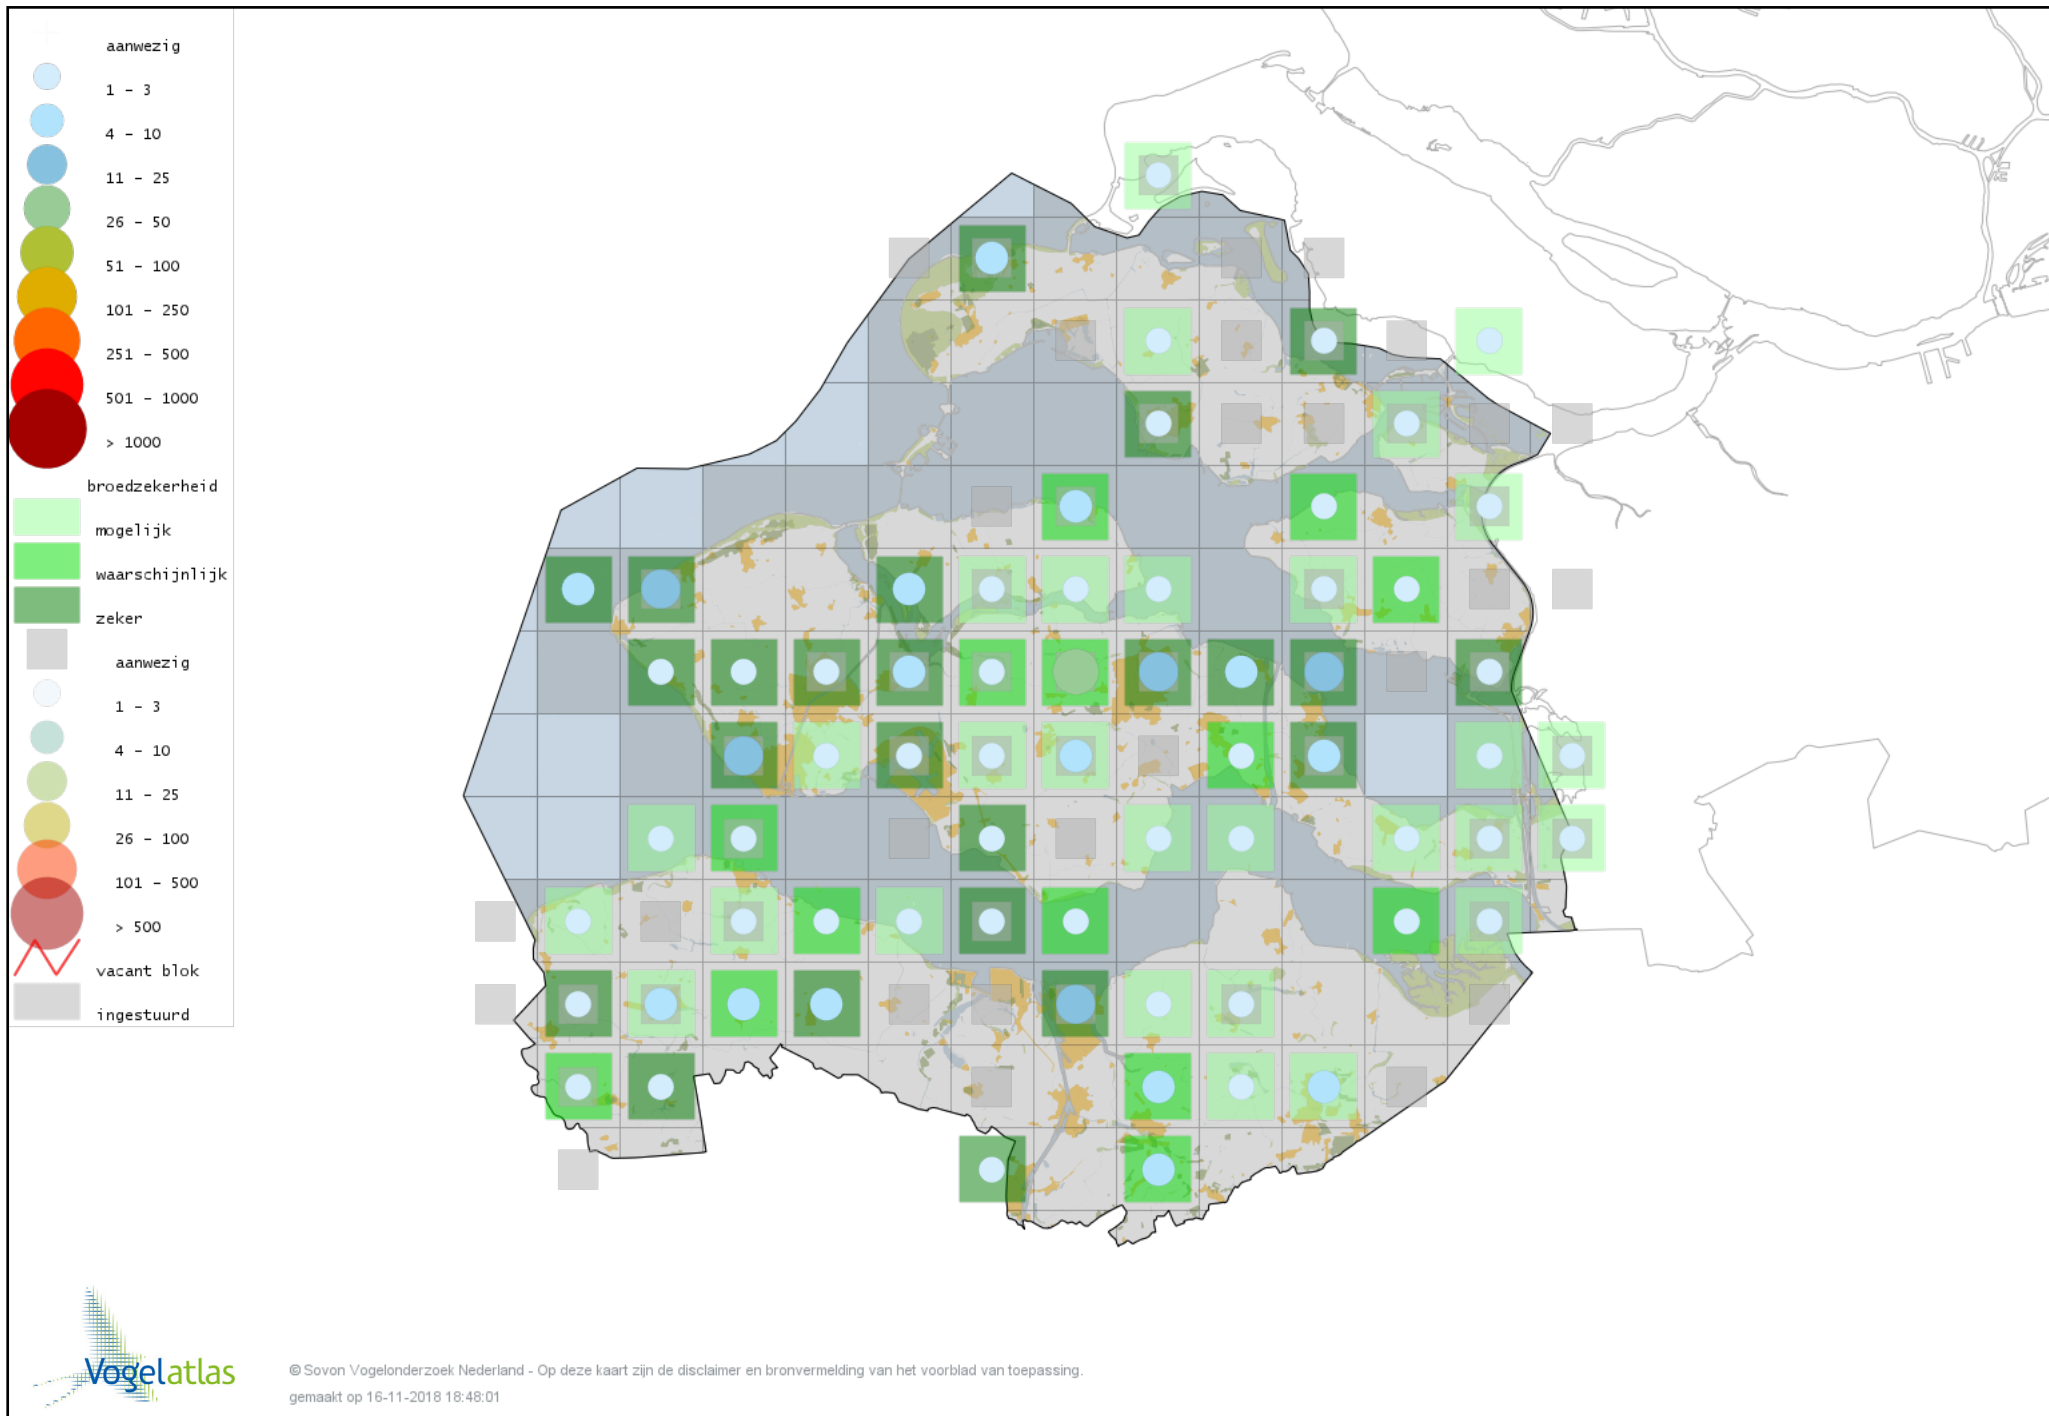 aanwezig
1 - 3
4 - 10
11 - 25
26 - 50
51 - 100
101 - 250
251 - 500
501 - 1000
> 1000
broedzekerheid
mogelijk
waarschijnlijk
zeker
aanwezig
1 - 3
4 - 10
11 - 25
26 - 100
101 - 500
> 500
vacant blok
ingestuurd
Vogelatlas
© Sovon Vogelonderzoek Nederland - Op deze kaart zijn de disclaimer en bronvermelding van het voorblad van toepassing.
gemaakt op 16-11-2018 18:48:01